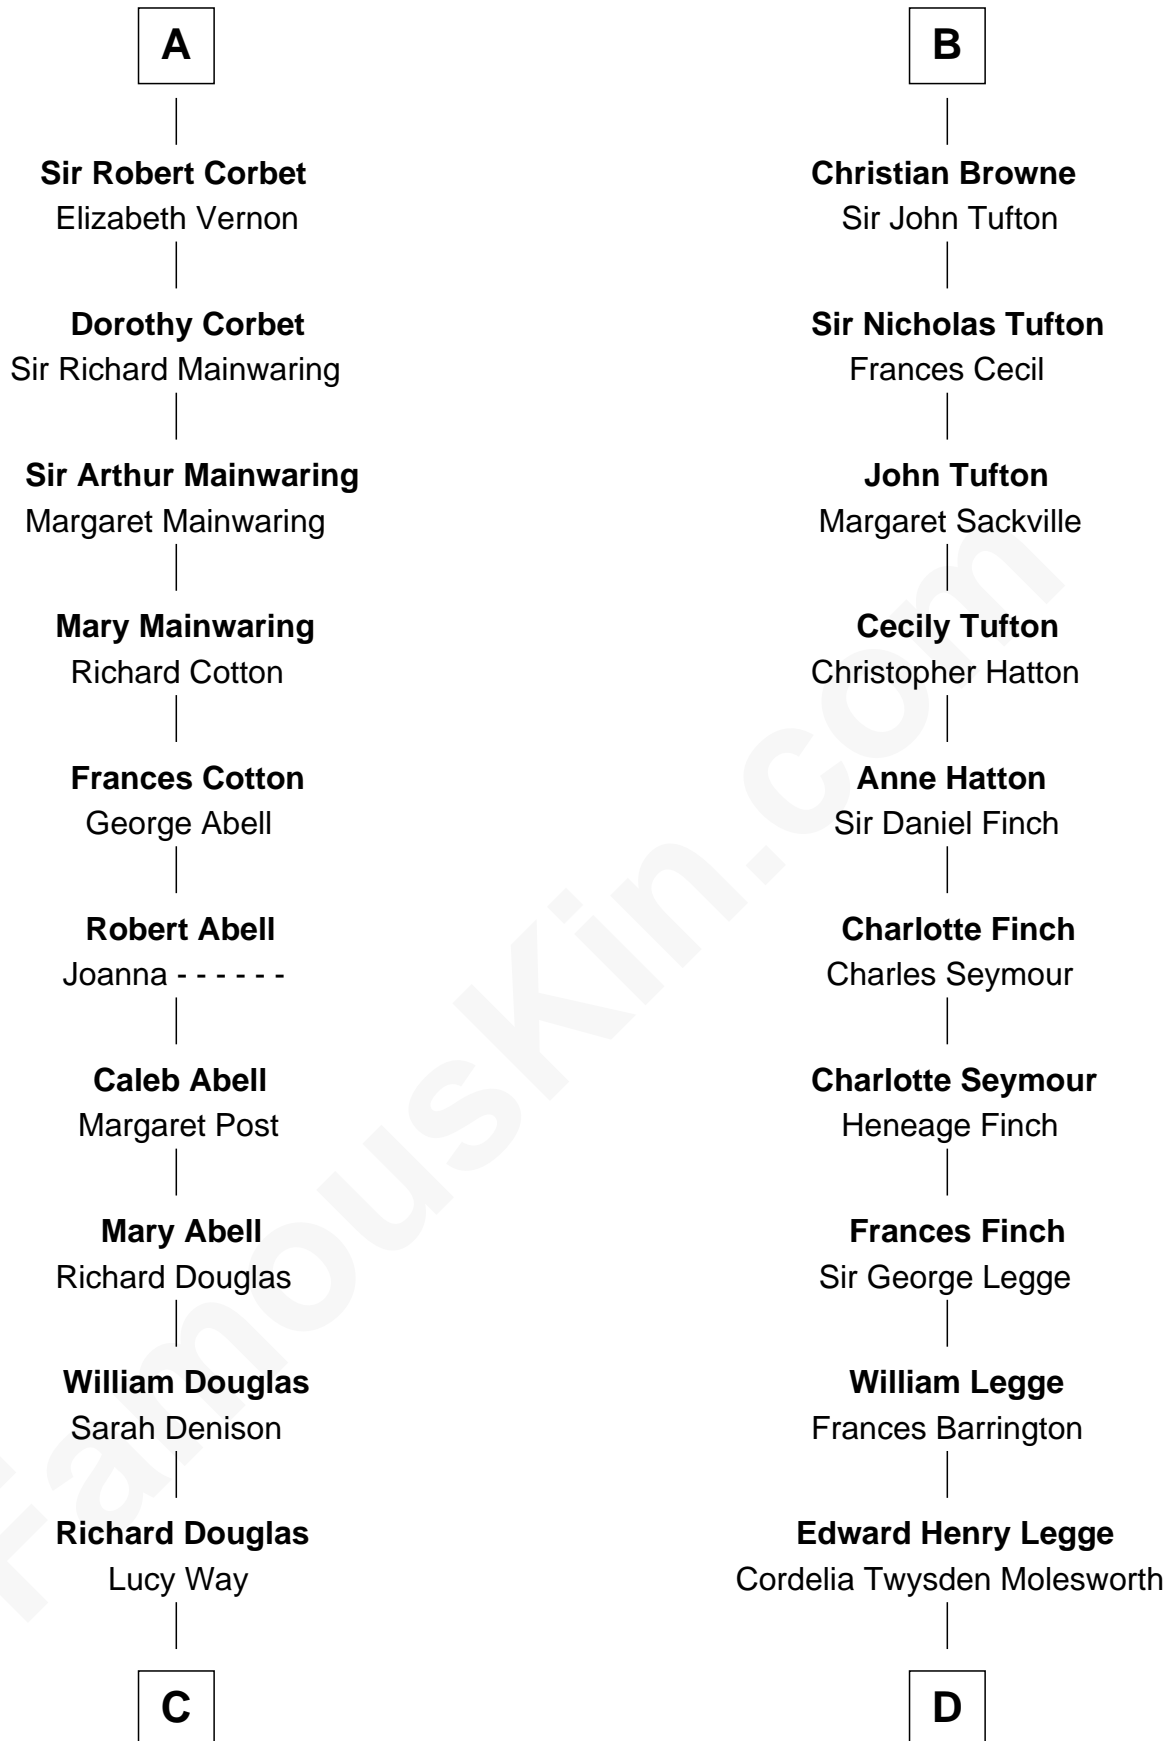 A
Sir Robert Corbet
Elizabeth Vernon
Dorothy Corbet
Sir Richard Mainwaring
Sir Arthur Mainwaring
Margaret Mainwaring
Mary Mainwaring
Richard Cotton
Frances Cotton
George Abell
Robert Abell
Joanna - - - - - -
Caleb Abell
Margaret Post
Mary Abell
Richard Douglas
William Douglas
Sarah Denison
Richard Douglas
Lucy Way
C
B
Christian Browne
Sir John Tufton
Sir Nicholas Tufton
Frances Cecil
John Tufton
Margaret Sackville
Cecily Tufton
Christopher Hatton
Anne Hatton
Sir Daniel Finch
Charlotte Finch
Charles Seymour
Charlotte Seymour
Heneage Finch
Frances Finch
Sir George Legge
William Legge
Frances Barrington
Edward Henry Legge
Cordelia Twysden Molesworth
D
FamousKin.com